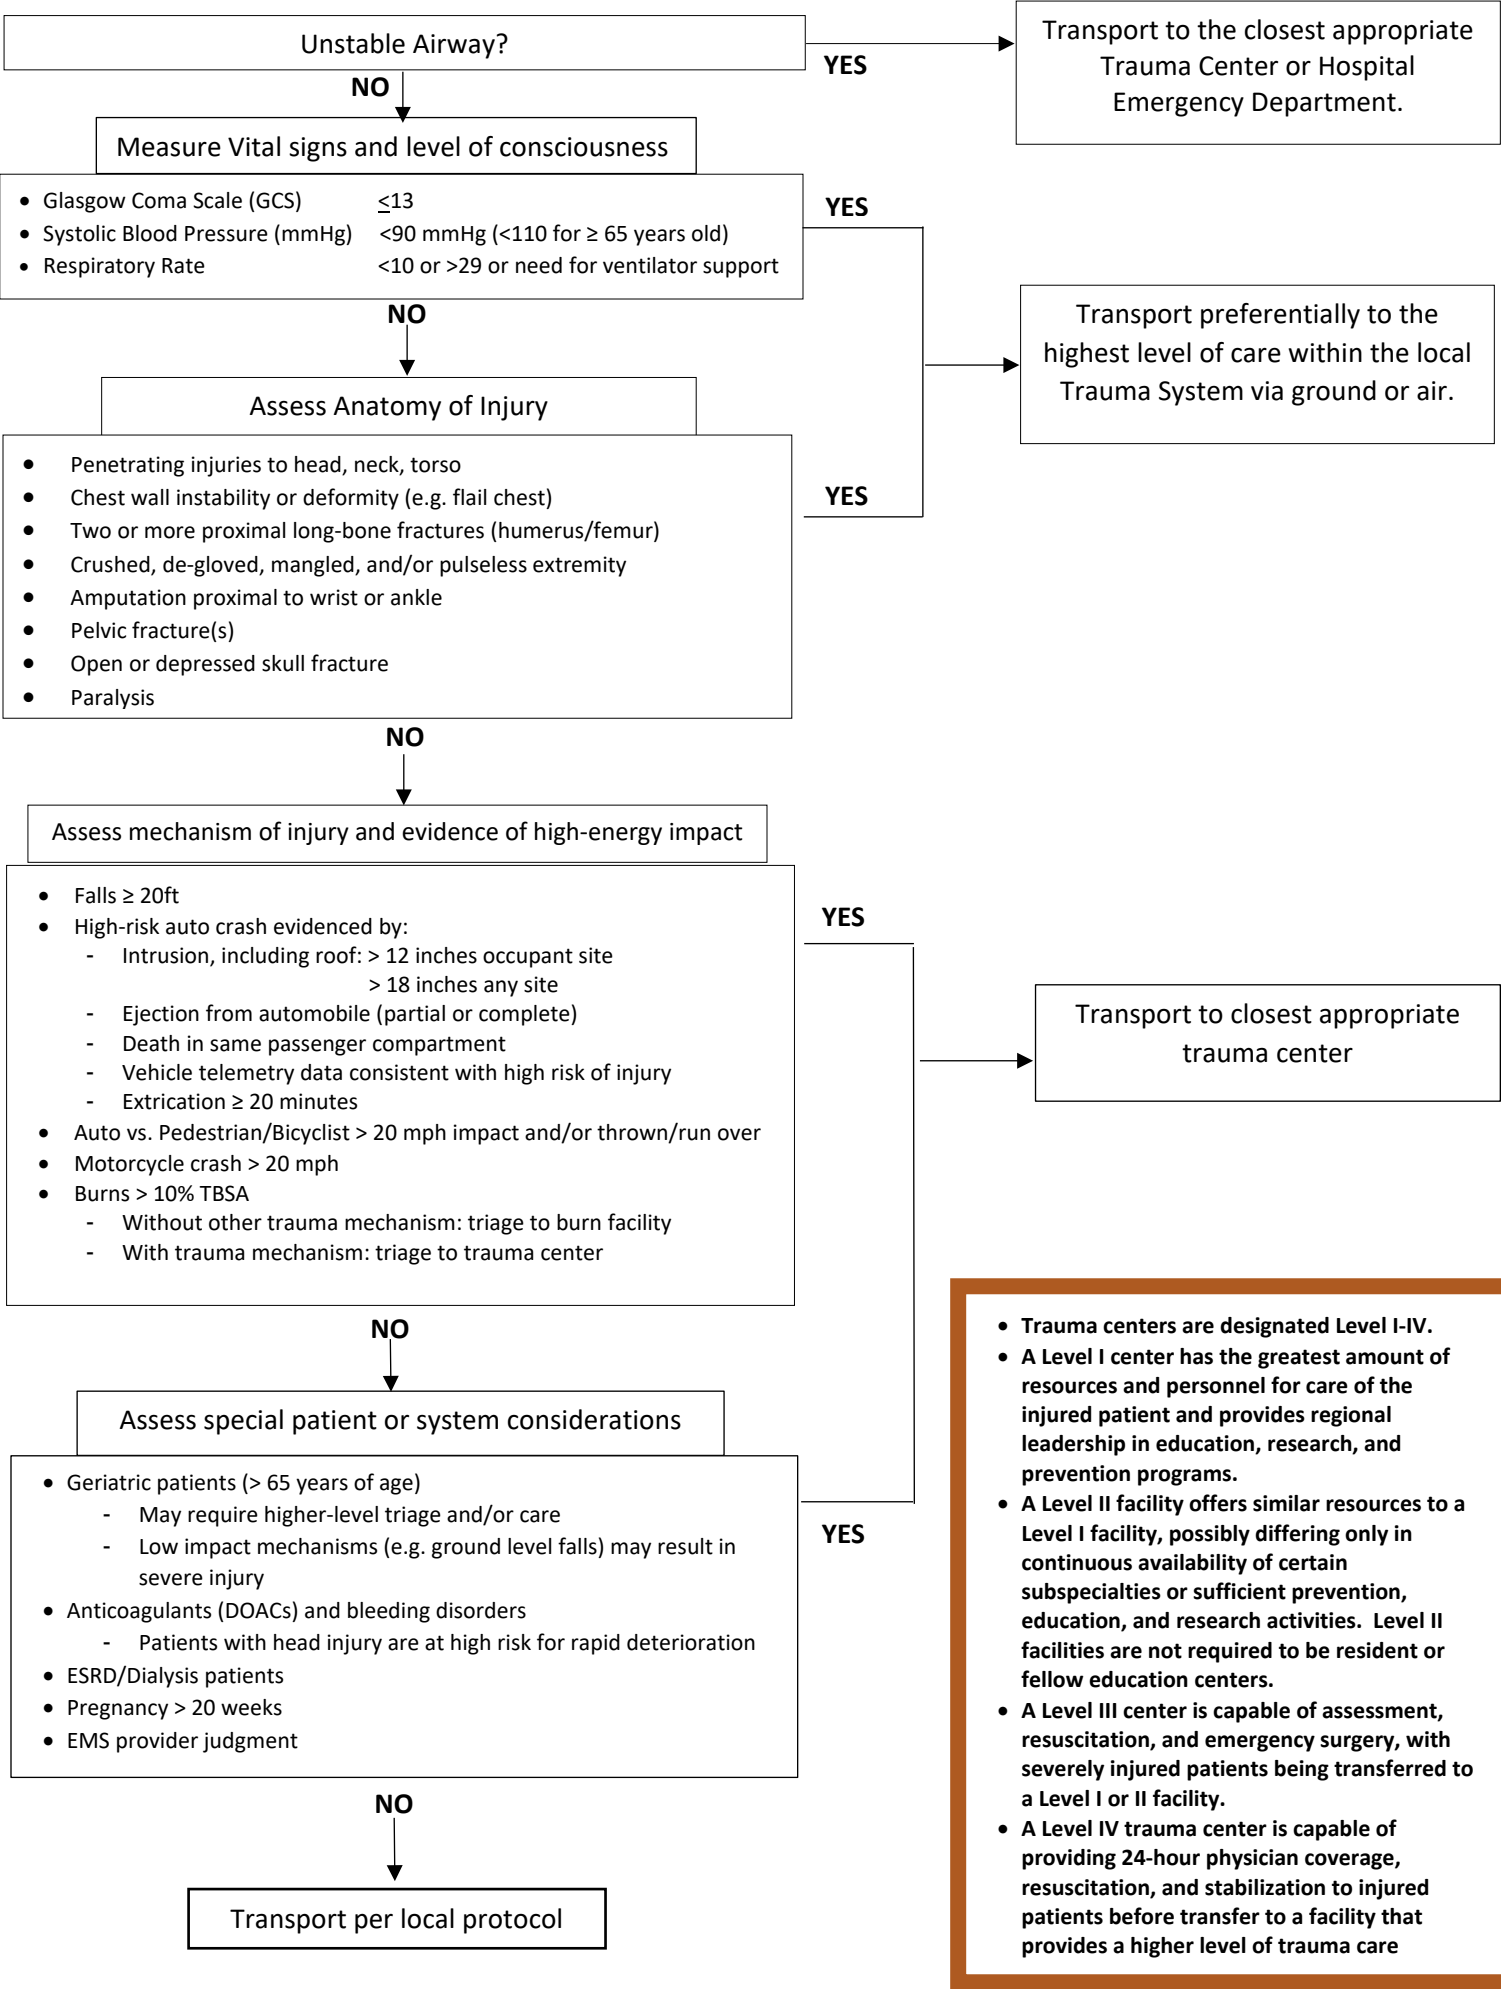 Unstable Airway?
YES
Transport to the closest appropriate
Trauma Center or Hospital
Emergency Department.
NO
Measure Vital signs and level of consciousness
• Glasgow Coma Scale (GCS) ≤13
• Systolic Blood Pressure (mmHg) <90 mmHg (<110 for ≥ 65 years old)
• Respiratory Rate <10 or >29 or need for ventilator support
YES
NO
Transport preferentially to the
highest level of care within the local
Trauma System via ground or air.
Assess Anatomy of Injury
• Penetrating injuries to head, neck, torso
• Chest wall instability or deformity (e.g. flail chest)
• Two or more proximal long-bone fractures (humerus/femur)
• Crushed, de-gloved, mangled, and/or pulseless extremity
• Amputation proximal to wrist or ankle
• Pelvic fracture(s)
• Open or depressed skull fracture
• Paralysis
YES
NO
Assess mechanism of injury and evidence of high-energy impact
• Falls ≥ 20ft
• High-risk auto crash evidenced by:
- Intrusion, including roof: > 12 inches occupant site
> 18 inches any site
- Ejection from automobile (partial or complete)
- Death in same passenger compartment
- Vehicle telemetry data consistent with high risk of injury
- Extrication ≥ 20 minutes
• Auto vs. Pedestrian/Bicyclist > 20 mph impact and/or thrown/run over
• Motorcycle crash > 20 mph
• Burns > 10% TBSA
- Without other trauma mechanism: triage to burn facility
- With trauma mechanism: triage to trauma center
YES
Transport to closest appropriate
trauma center
NO
Assess special patient or system considerations
• Geriatric patients (> 65 years of age)
- May require higher-level triage and/or care
- Low impact mechanisms (e.g. ground level falls) may result in
severe injury
• Anticoagulants (DOACs) and bleeding disorders
- Patients with head injury are at high risk for rapid deterioration
• ESRD/Dialysis patients
• Pregnancy > 20 weeks
• EMS provider judgment
YES
NO
Transport per local protocol
• Trauma centers are designated Level I-IV.
• A Level I center has the greatest amount of
resources and personnel for care of the
injured patient and provides regional
leadership in education, research, and
prevention programs.
• A Level II facility offers similar resources to a
Level I facility, possibly differing only in
continuous availability of certain
subspecialties or sufficient prevention,
education, and research activities. Level II
facilities are not required to be resident or
fellow education centers.
• A Level III center is capable of assessment,
resuscitation, and emergency surgery, with
severely injured patients being transferred to
a Level I or II facility.
• A Level IV trauma center is capable of
providing 24-hour physician coverage,
resuscitation, and stabilization to injured
patients before transfer to a facility that
provides a higher level of trauma care